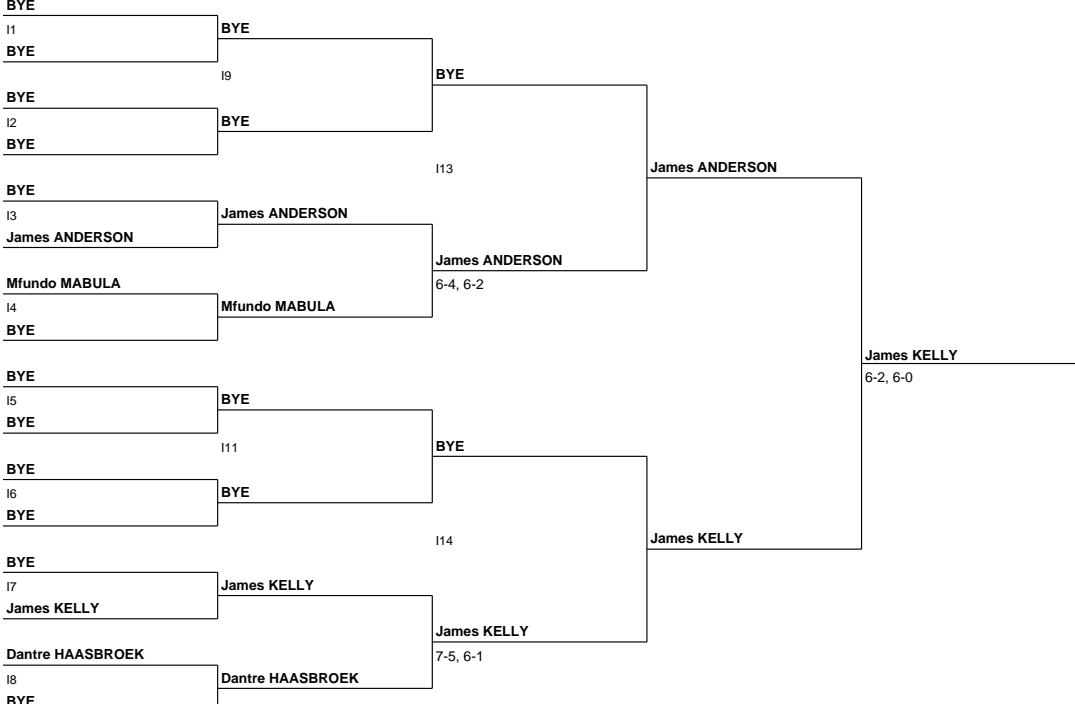 BYE
I1
BYE
BYE
I9
BYE
BYE
I2
BYE
BYE
I13
James ANDERSON
BYE
I3
James ANDERSON
James ANDERSON
James ANDERSON
6-4, 6-2
Mfundo MABULA
I4
Mfundo MABULA
BYE
James KELLY
6-2, 6-0
BYE
I5
BYE
BYE
I11
BYE
BYE
I6
BYE
BYE
I14
James KELLY
BYE
I7
James KELLY
James KELLY
James KELLY
7-5, 6-1
Dantre HAASBROEK
I8
Dantre HAASBROEK
BYE